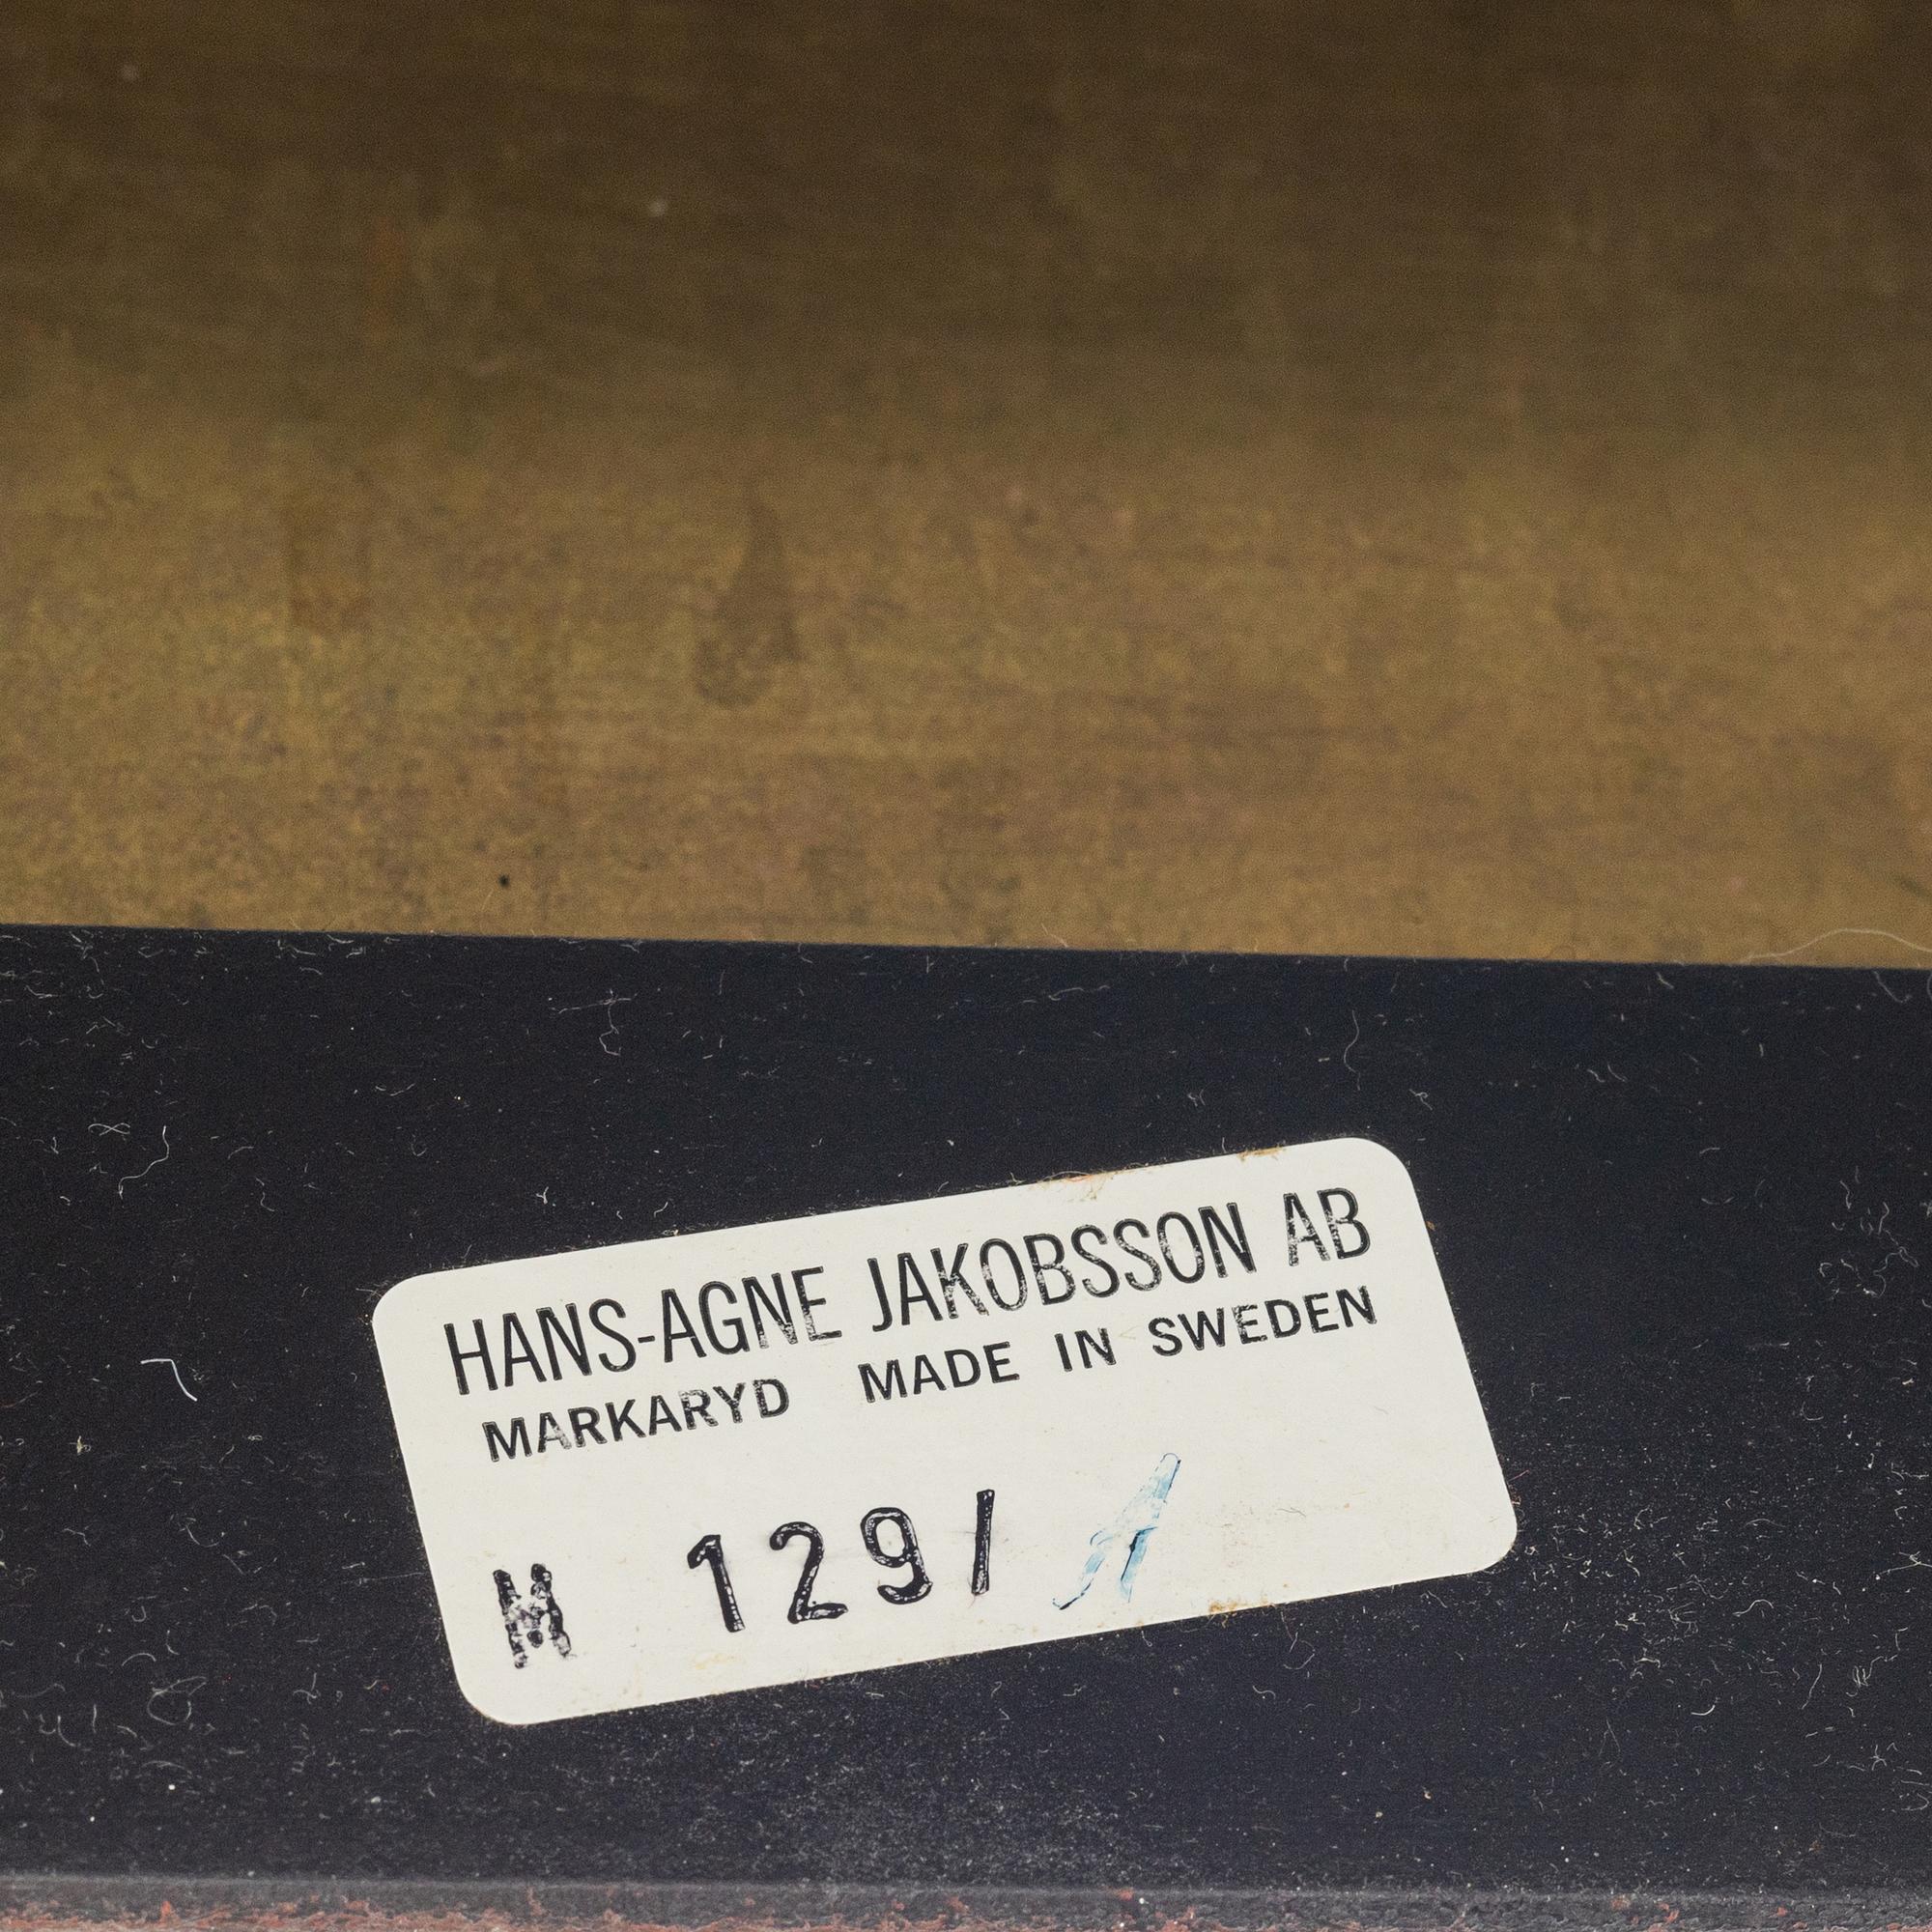 HANS-AGNE JAKOBSSON AB
MARKARYD MADE IN SWEDEN
M 129/